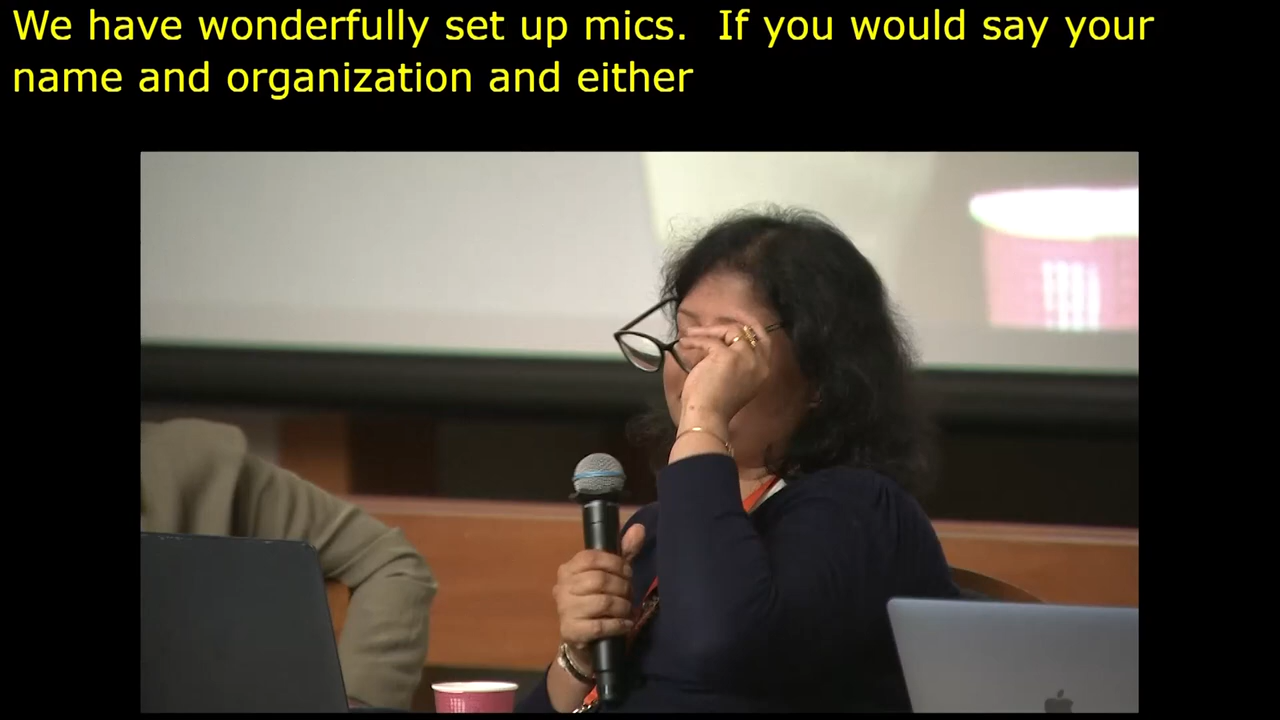 We have wonderfully set up mics.  If you would say your
name and organization and either